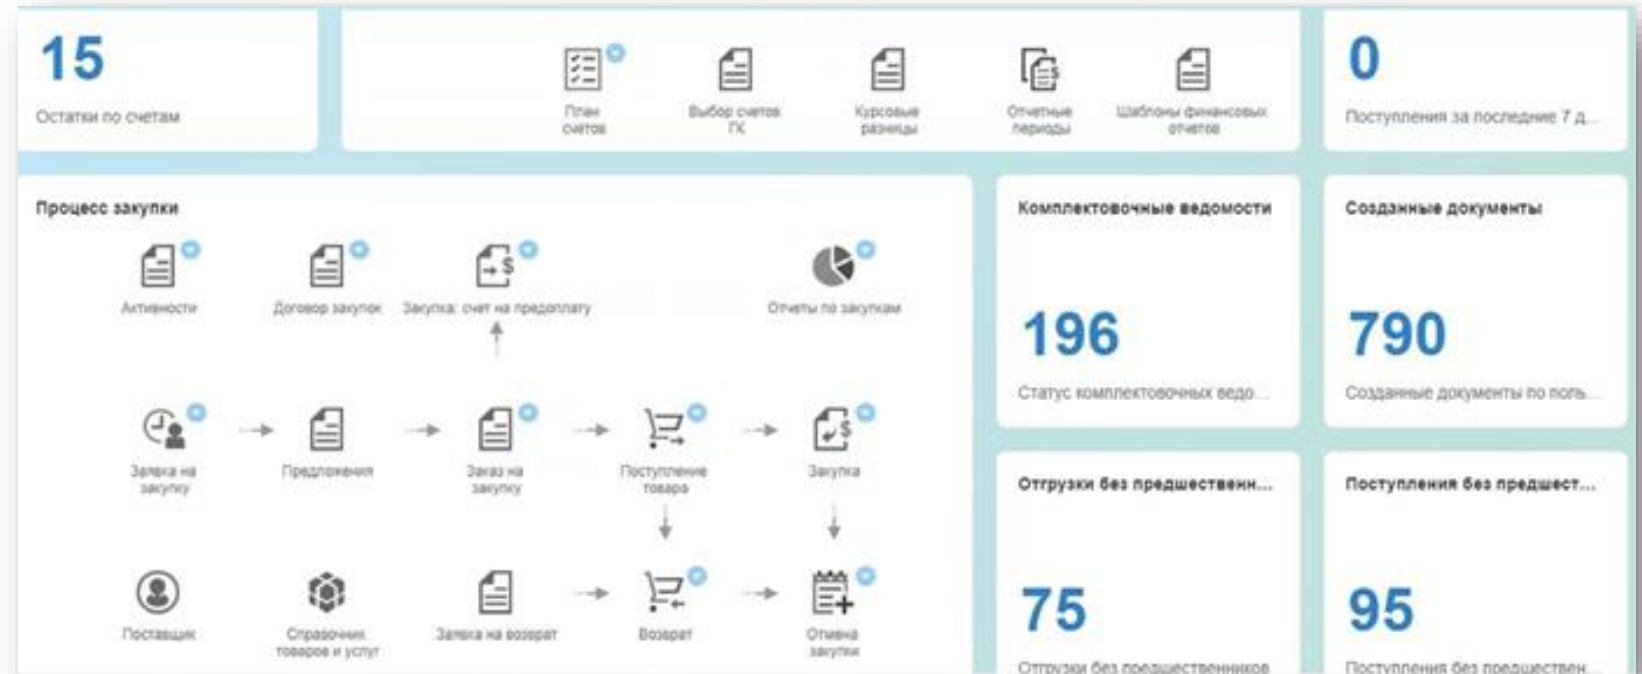 15
Остатки по счетам
План
счетов
Выбор счетов
ГК
Курсовые
разницы
Отчетные
периоды
Шаблоны финансовых
отчетов
0
Поступления за последние 7 д...
Процесс закупки
Активности
Договор закупок
Закупка: счет на предоплату
Отчеты по закупкам
Заявка на
закупку
Предложения
Заказ на
закупку
Поступление
товара
Закупка
Поставщик
Справочник
товаров и услуг
Заявка на возврат
Возврат
Отмена
закупки
Комплектовочные ведомости
196
Статус комплектовочных ведо...
Созданные документы
790
Созданные документы по поль...
Отгрузки без предшественн...
75
Отгрузки без предшественников
Поступления без предшест...
95
Поступления без предшествен...